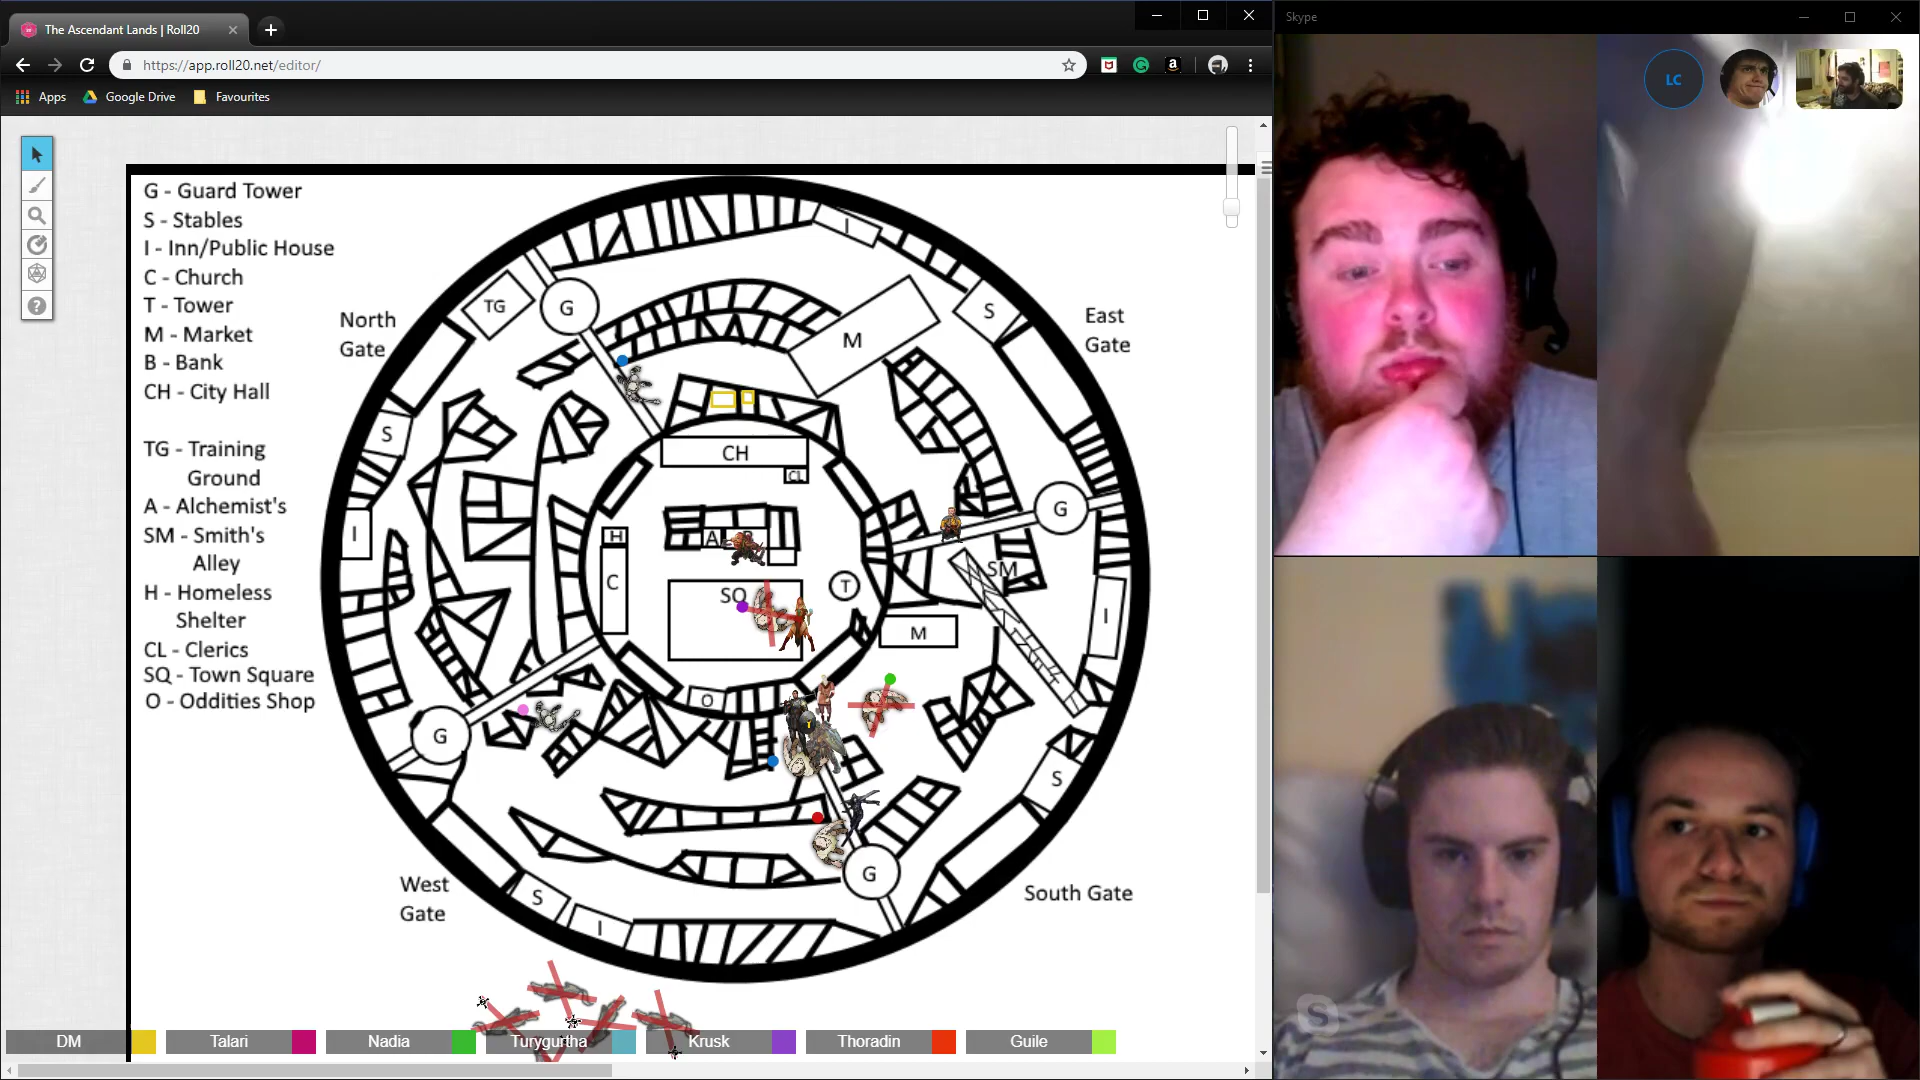 The Ascendant Lands | Roll20
https://app.roll20.net/editor/
Apps
Google Drive
Favourites
Skype
LC
G - Guard Tower
S - Stables
I - Inn/Public House
C - Church
T - Tower
M - Market
B - Bank
CH - City Hall
TG - Training
Ground
A - Alchemist's
SM - Smith's
Alley
H - Homeless
Shelter
CL - Clerics
SQ - Town Square
O - Oddities Shop
North
Gate
East
Gate
West
Gate
South Gate
I
TG
G
S
M
S
CH
CL
G
I
H
A
SM
C
T
SQ
I
M
O
G
S
G
S
I
DM
Talari
Nadia
Turygurtha
Krusk
Thoradin
Guile